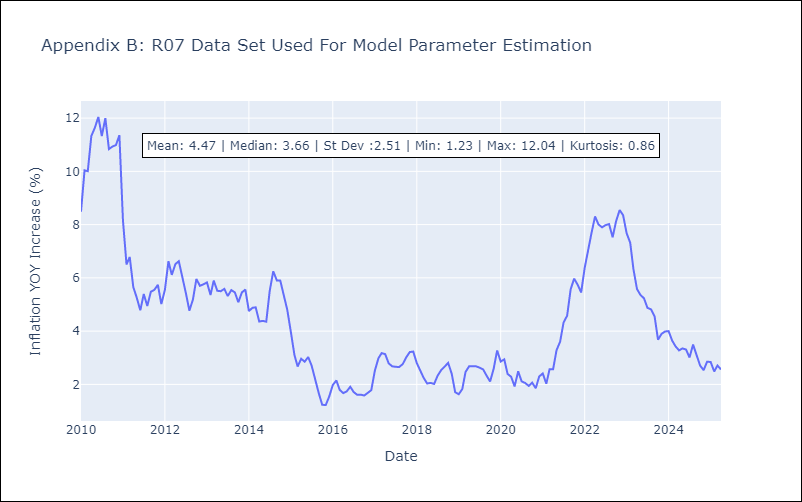 Appendix B: R07 Data Set Used For Model Parameter Estimation
Mean: 4.47 | Median: 3.66 | St Dev :2.51 | Min: 1.23 | Max: 12.04 | Kurtosis: 0.86
Inflation YOY Increase (%)
12
10
8
6
4
2
2010 2012 2014 2016 2018 2020 2022 2024
Date